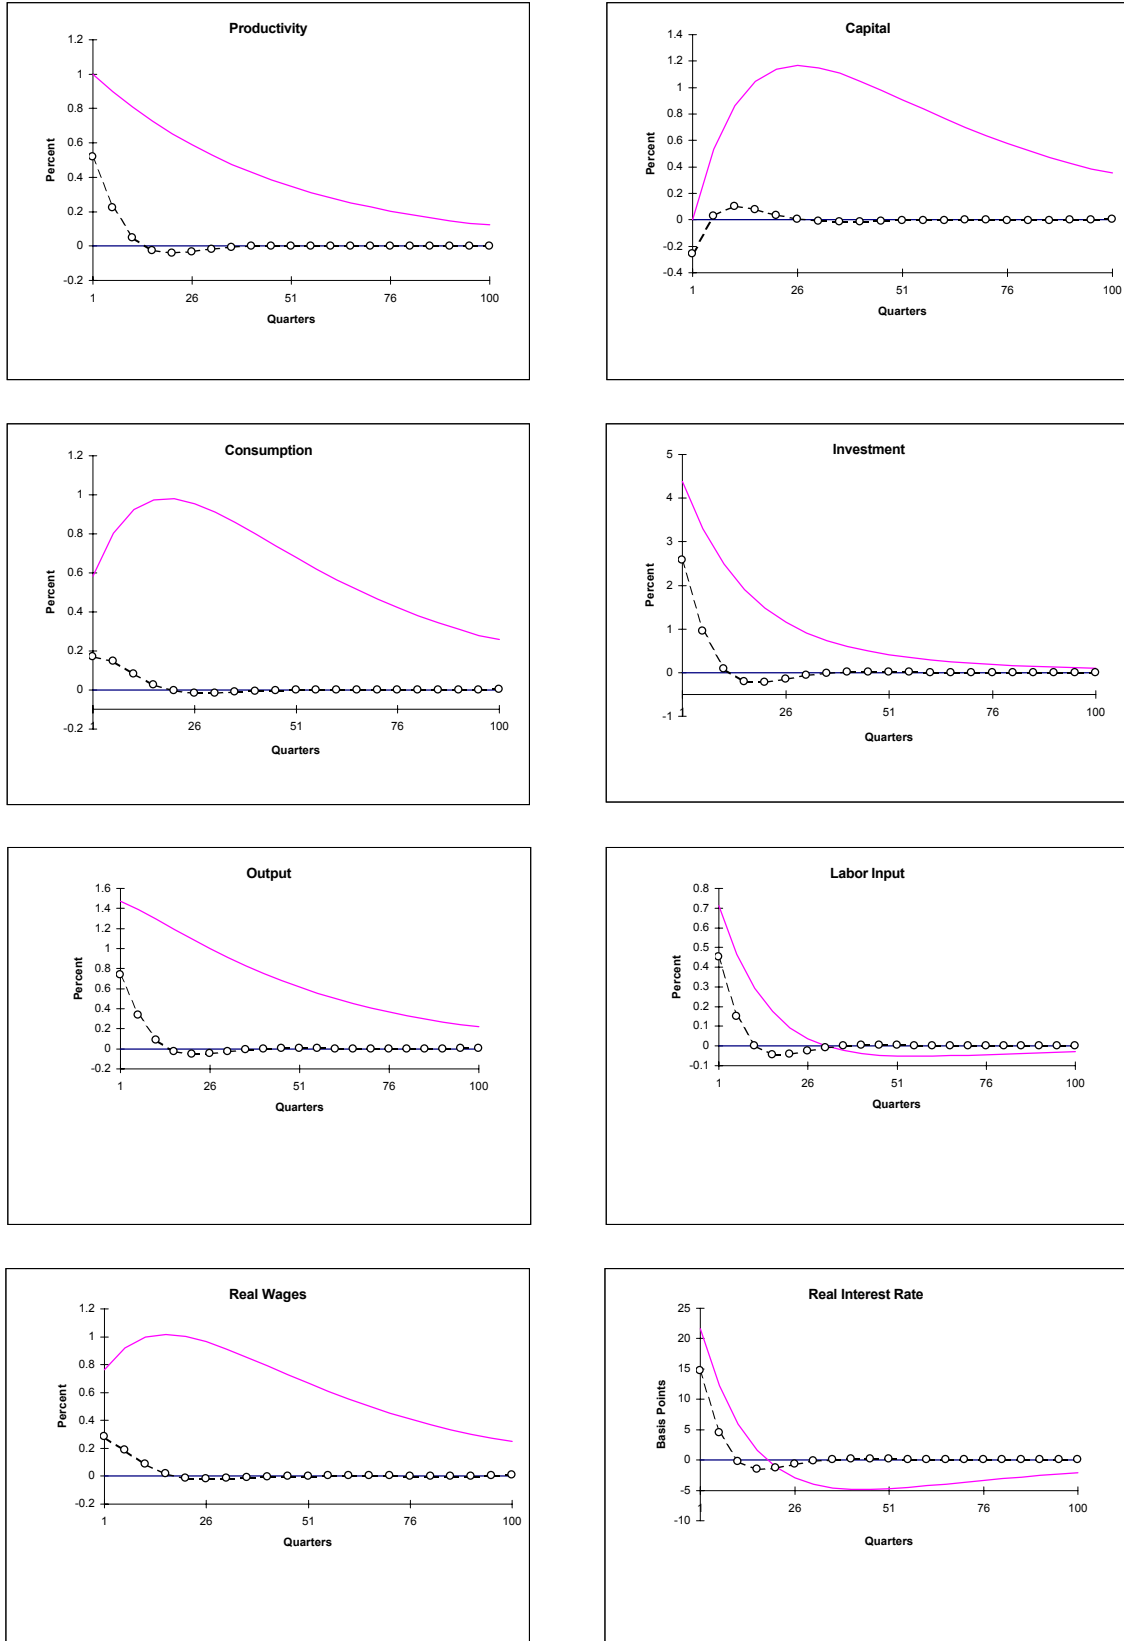 Productivity
1.2
1
0.8
0.6
0.4
0.2
0
-0.2
Percent
1 26 51 76 100
Quarters
Capital
1.4
1.2
1
0.8
0.6
0.4
0.2
0
-0.2
-0.4
Percent
1 26 51 76 100
Quarters
Consumption
1.2
1
0.8
0.6
0.4
0.2
0
-0.2
Percent
1 26 51 76 100
Quarters
Investment
5
4
3
2
1
0
-1
Percent
1 26 51 76 100
Quarters
Output
1.6
1.4
1.2
1
0.8
0.6
0.4
0.2
0
-0.2
Percent
1 26 51 76 100
Quarters
Labor Input
0.8
0.7
0.6
0.5
0.4
0.3
0.2
0.1
0
-0.1
Percent
1 26 51 76 100
Quarters
Real Wages
1.2
1
0.8
0.6
0.4
0.2
0
-0.2
Percent
1 26 51 76 100
Quarters
Real Interest Rate
25
20
15
10
5
0
-5
-10
Basis Points
1 26 51 76 100
Quarters